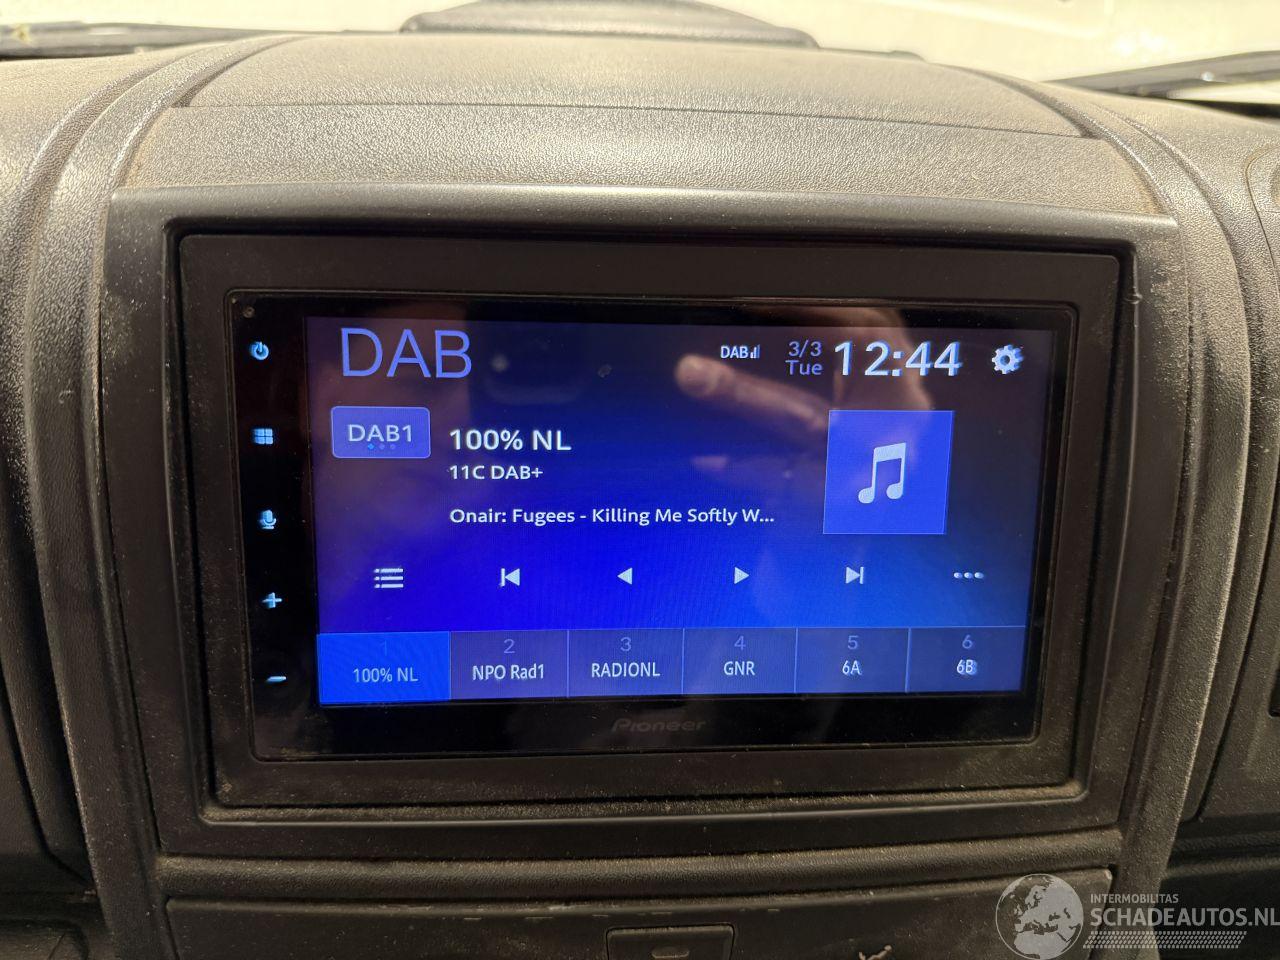 DAB
DAB
3/3
Tue
12:44
DAB1
100% NL
11C DAB+
Onair: Fugees - Killing Me Softly W...
1
2
3
4
5
6
100% NL
NPO Rad1
RADIONL
GNR
6A
6B
Pioneer
INTERMOBILITAS
SCHADEAUTOS.NL